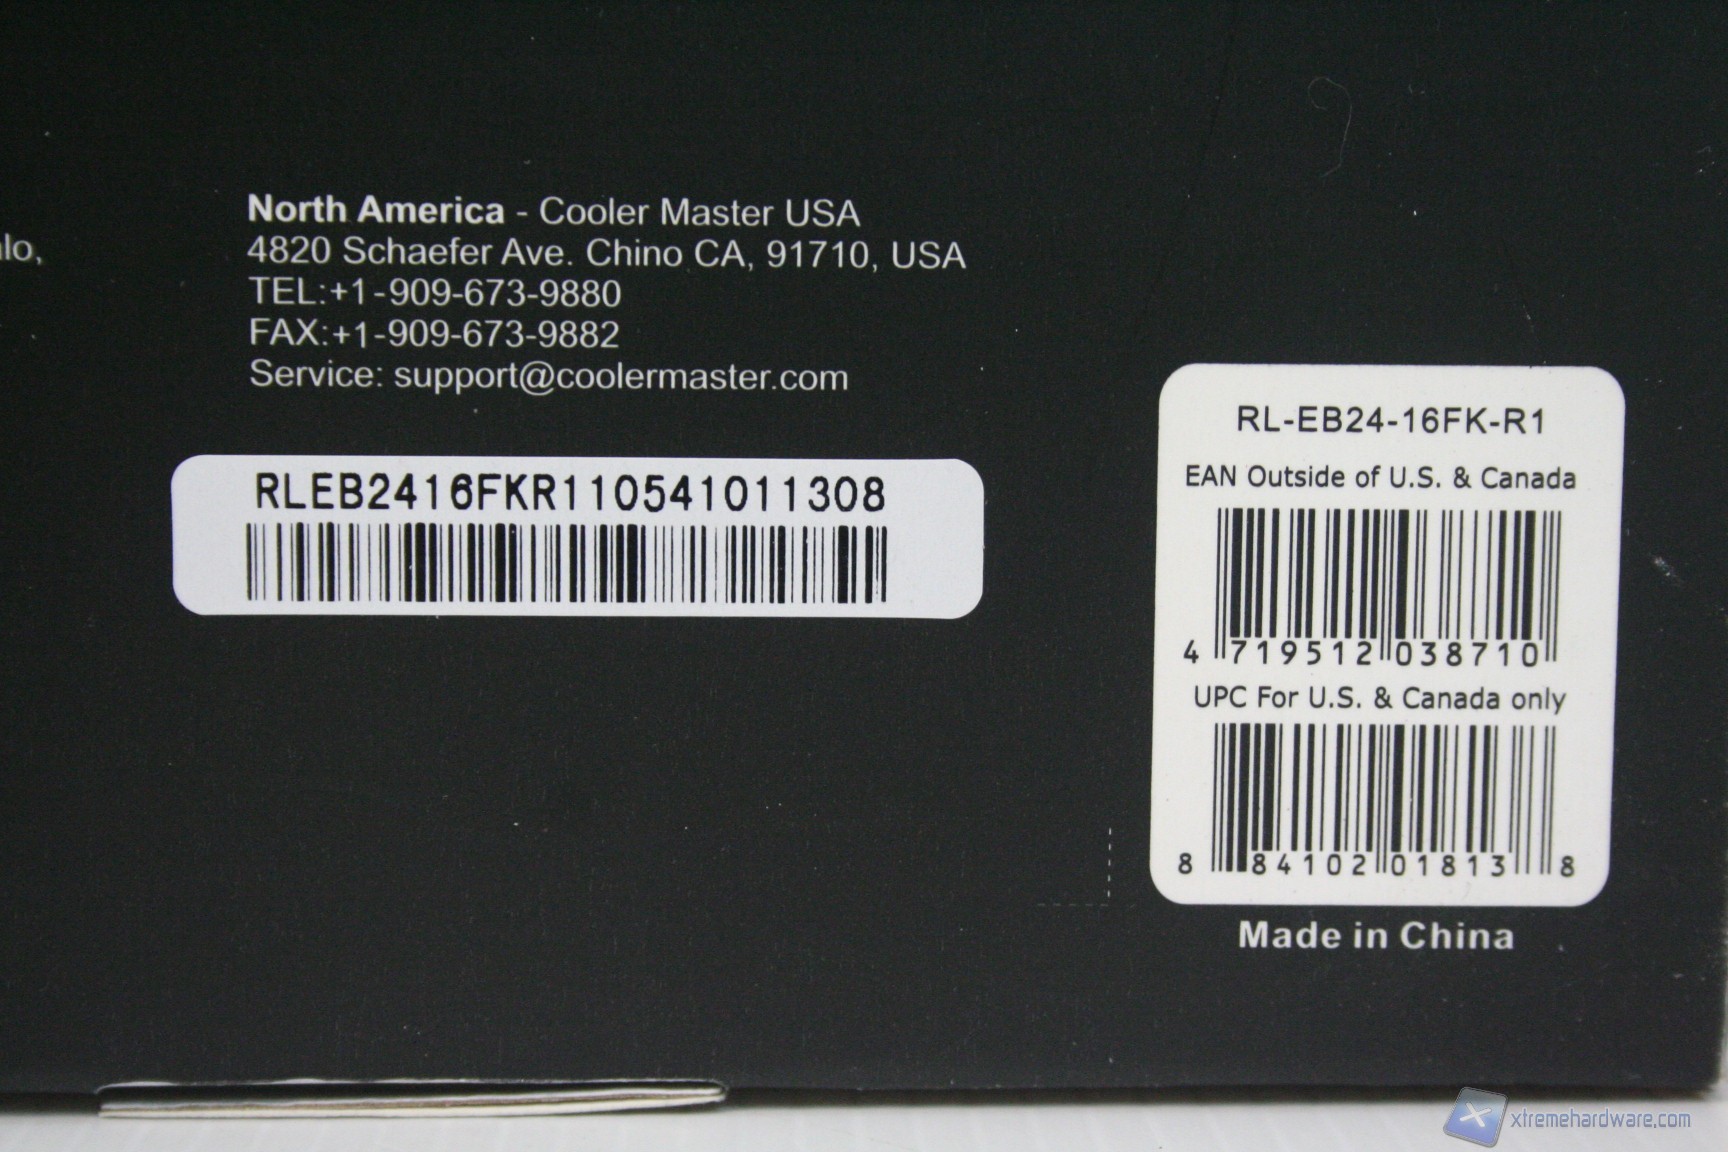 lo,
North America - Cooler Master USA
4820 Schaefer Ave. Chino CA, 91710, USA
TEL:+1-909-673-9880
FAX:+1-909-673-9882
Service: support@coolermaster.com
RLEB2416FKR110541011308
RL-EB24-16FK-R1
EAN Outside of U.S. & Canada
4 719512 038710
UPC For U.S. & Canada only
8 84102 01813 8
Made in China
xtremehardware.com